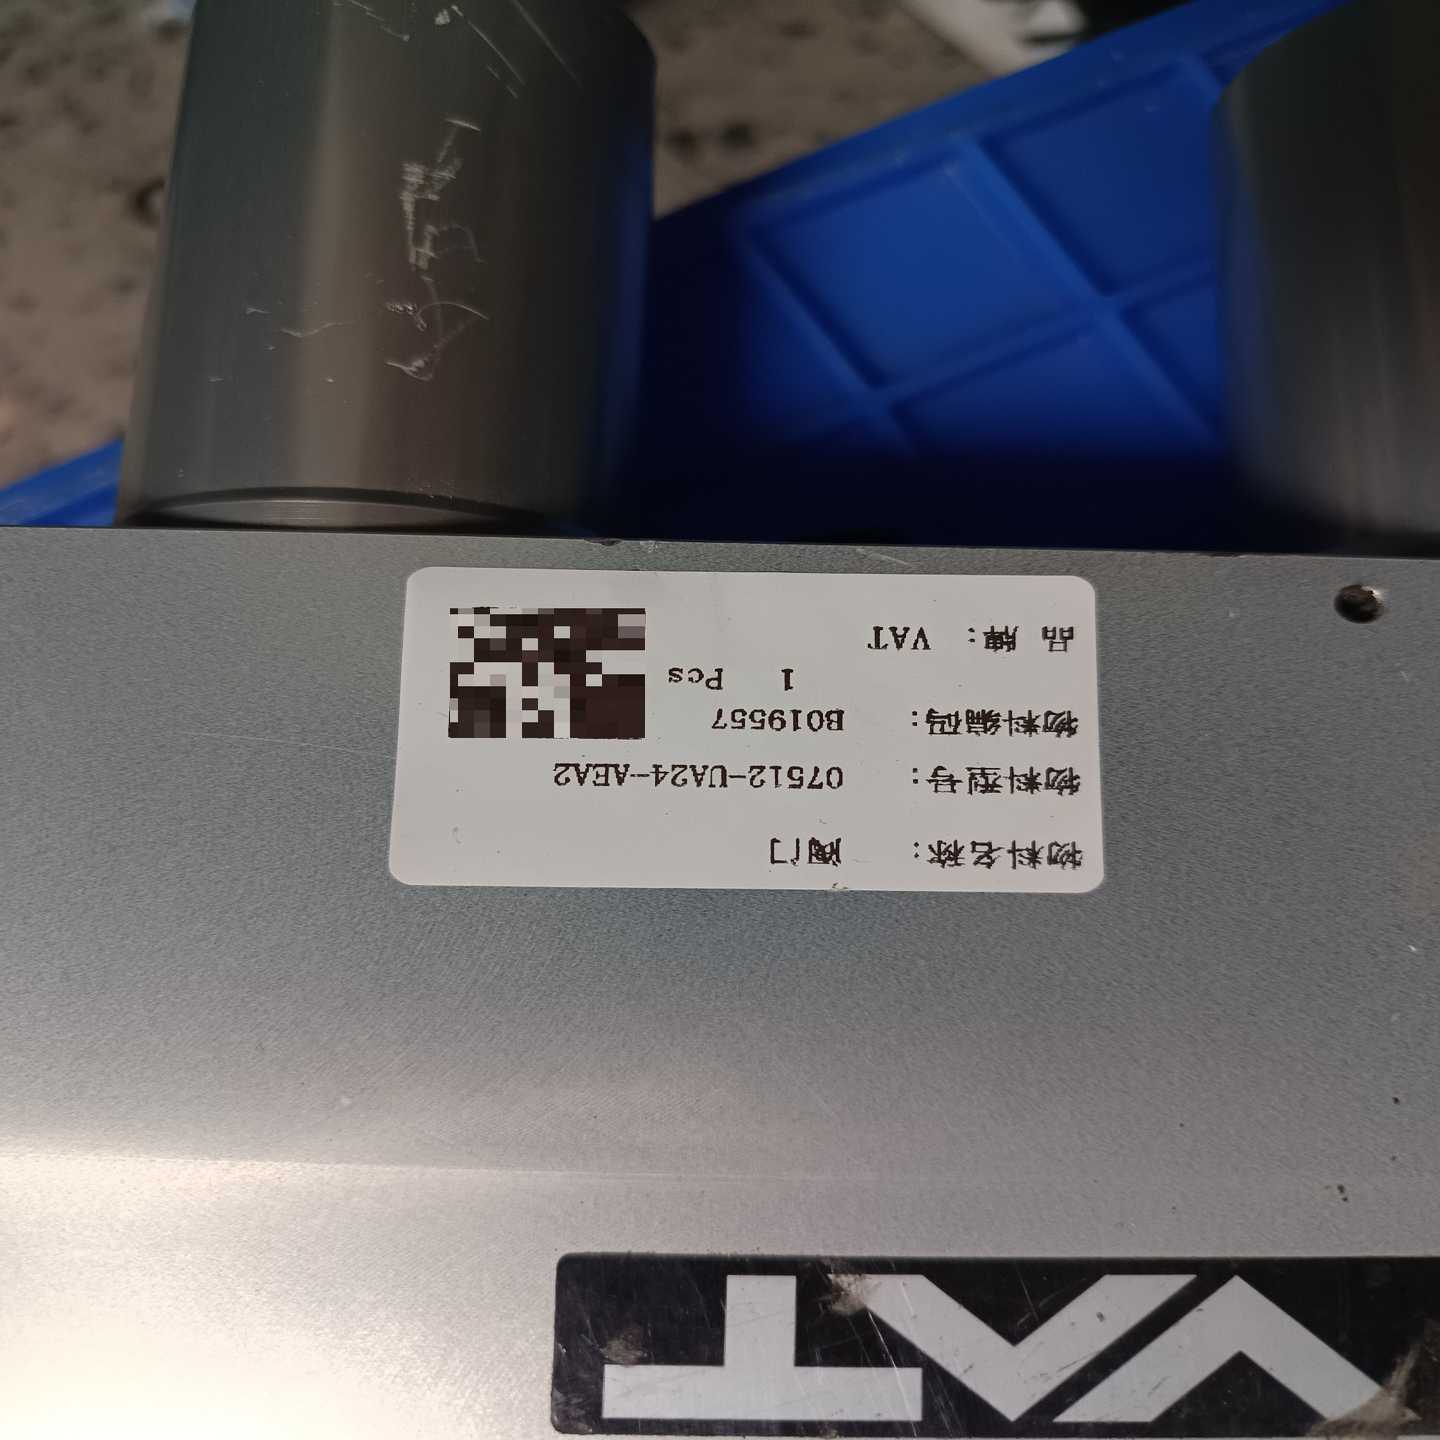 物料名称： 阀门
物料型号： 07512-UA24-AEA2
物料编码： B019557
1 Pcs
品 牌： VAT
VAT